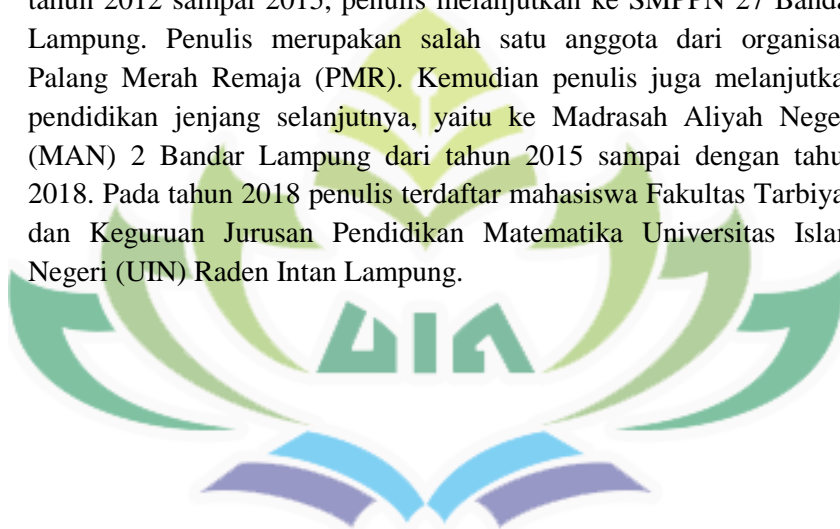 tahun 2012 sampai 2015, penulis melanjutkan ke SMPPN 27 Banda
Lampung. Penulis merupakan salah satu anggota dari organisa
Palang Merah Remaja (PMR). Kemudian penulis juga melanjutka
pendidikan jenjang selanjutnya, yaitu ke Madrasah Aliyah Nege
(MAN) 2 Bandar Lampung dari tahun 2015 sampai dengan tahu
2018. Pada tahun 2018 penulis terdaftar mahasiswa Fakultas Tarbiya
dan Keguruan Jurusan Pendidikan Matematika Universitas Islar
Negeri (UIN) Raden Intan Lampung.
UIN